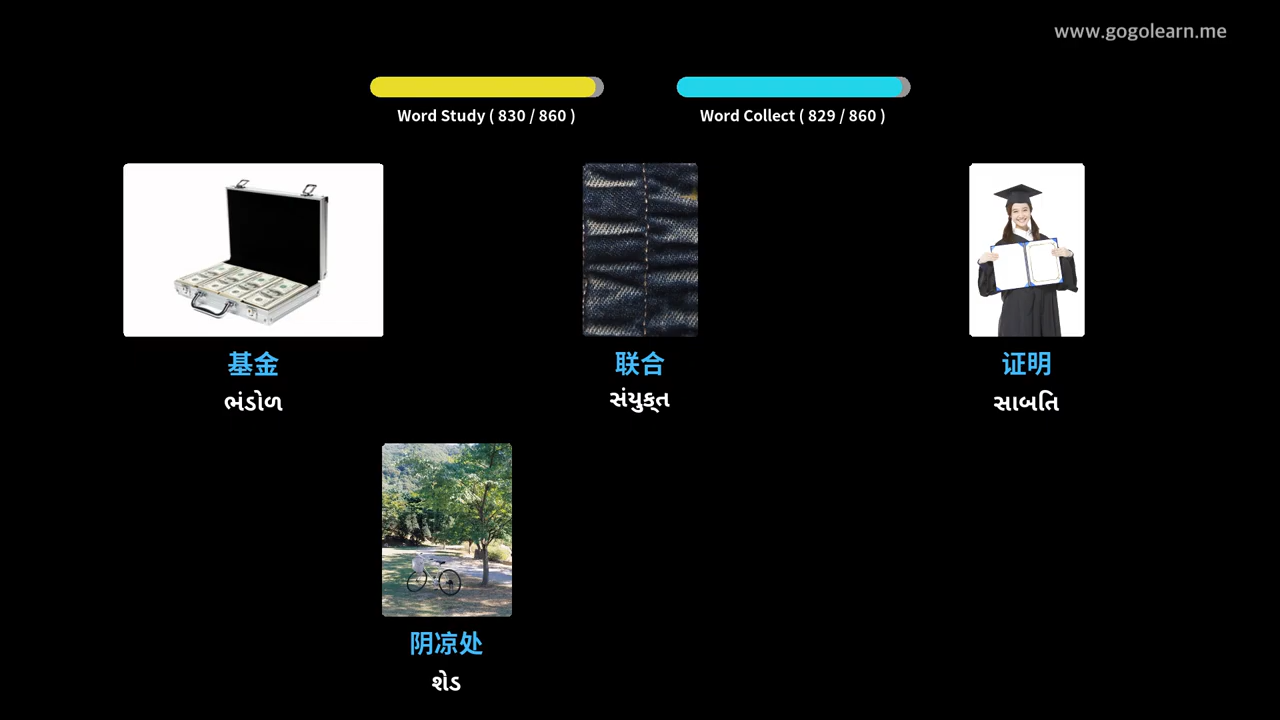 www.gogolearn.me
Word Study ( 830 / 860 )
Word Collect ( 829 / 860 )
基金
ભંડોળ
联合
સંયુક્ત
证明
સાબિત
阴凉处
શેડ